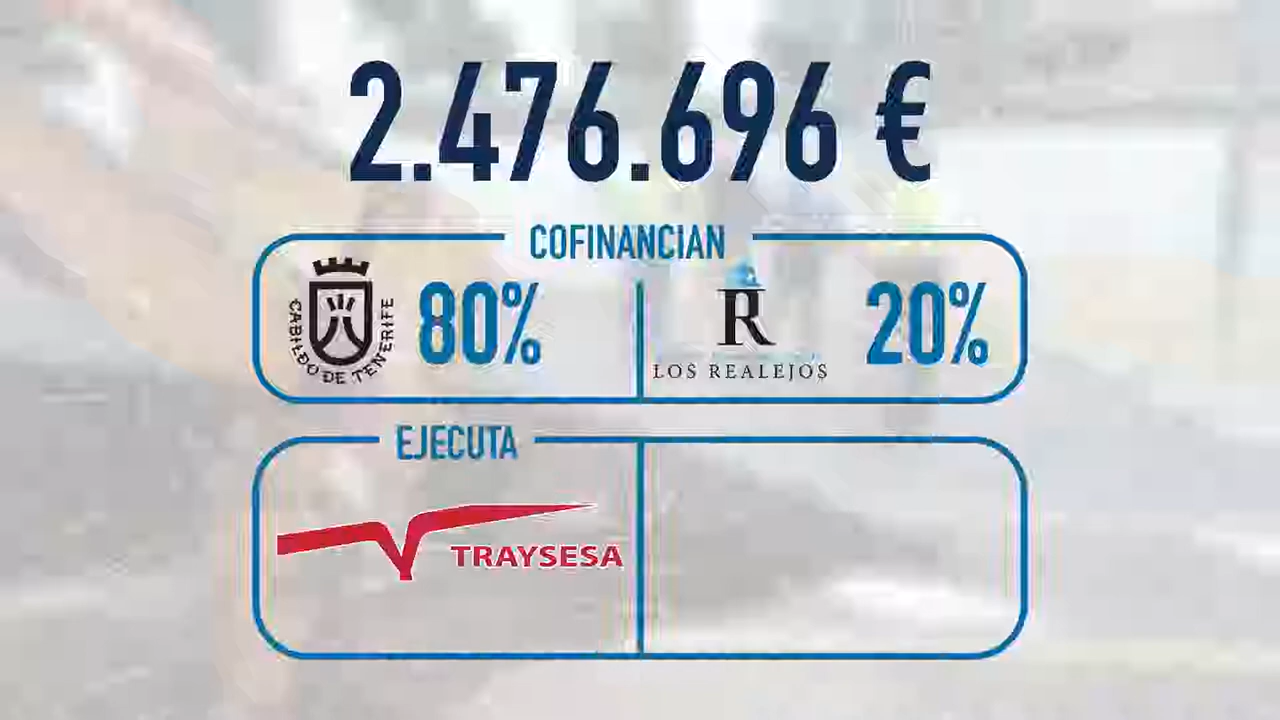 2.476.696 €
COFINANCIAN
CABILDO DE TENERIFE
80%
R
LOS REALEJOS
20%
EJECUTA
TRAYSESA